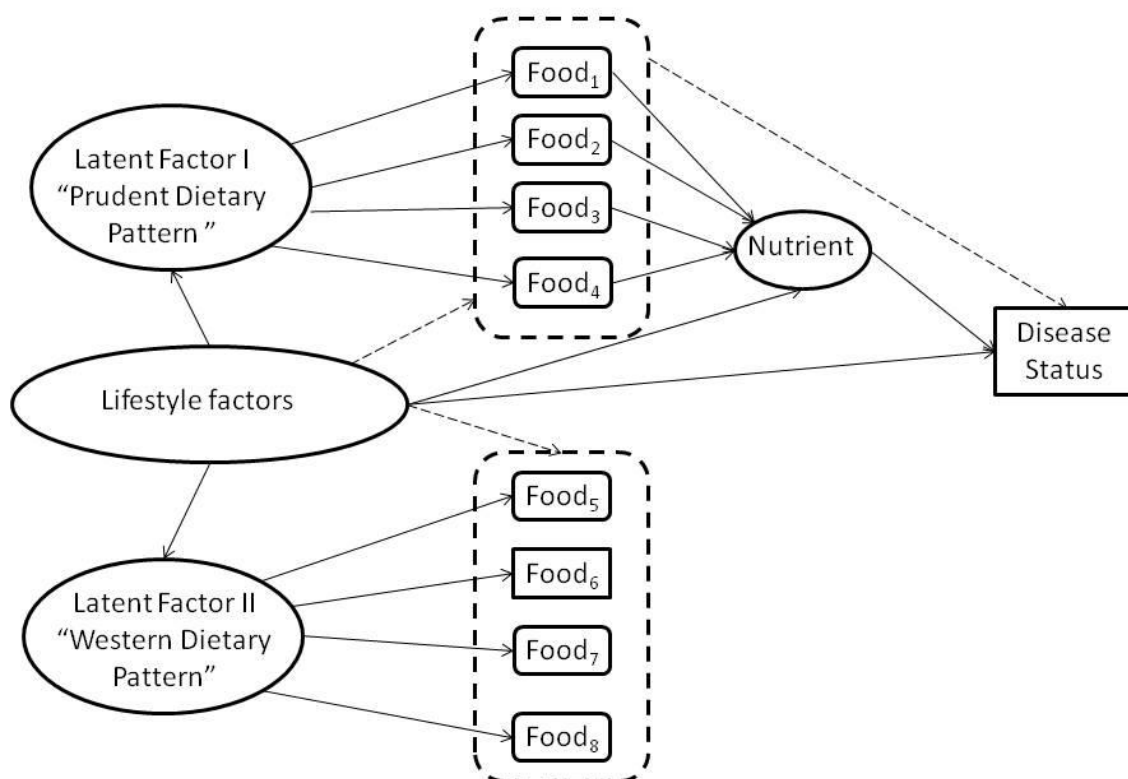 Latent Factor I
“Prudent Dietary
Pattern ”
Food₁
Food₂
Food₃
Food₄
Nutrient
Disease
Status
Lifestyle factors
Latent Factor II
“Western Dietary
Pattern”
Food₅
Food₆
Food₇
Food₈